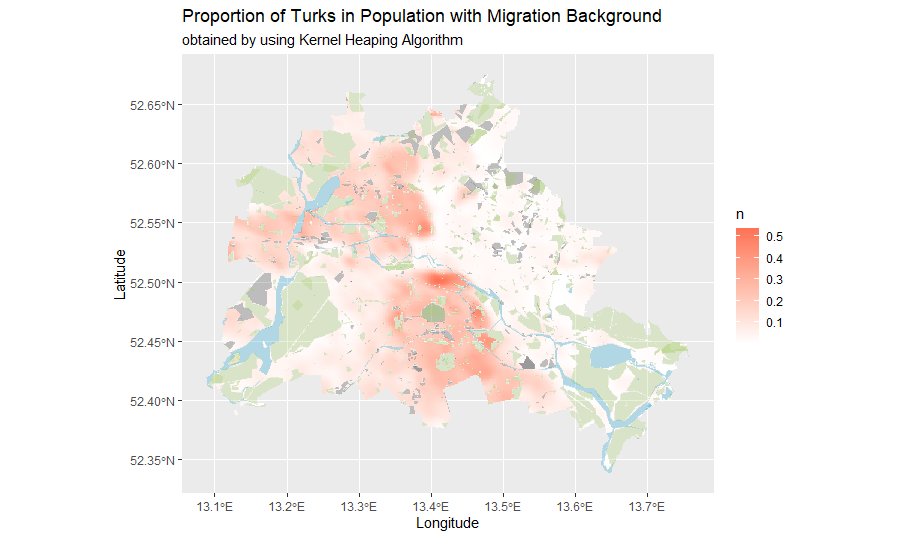 Proportion of Turks in Population with Migration Background
obtained by using Kernel Heaping Algorithm
52.65°N
52.60°N
52.55°N
52.50°N
52.45°N
52.40°N
52.35°N
Latitude
13.1°E 13.2°E 13.3°E 13.4°E 13.5°E 13.6°E 13.7°E
Longitude
n
0.5
0.4
0.3
0.2
0.1